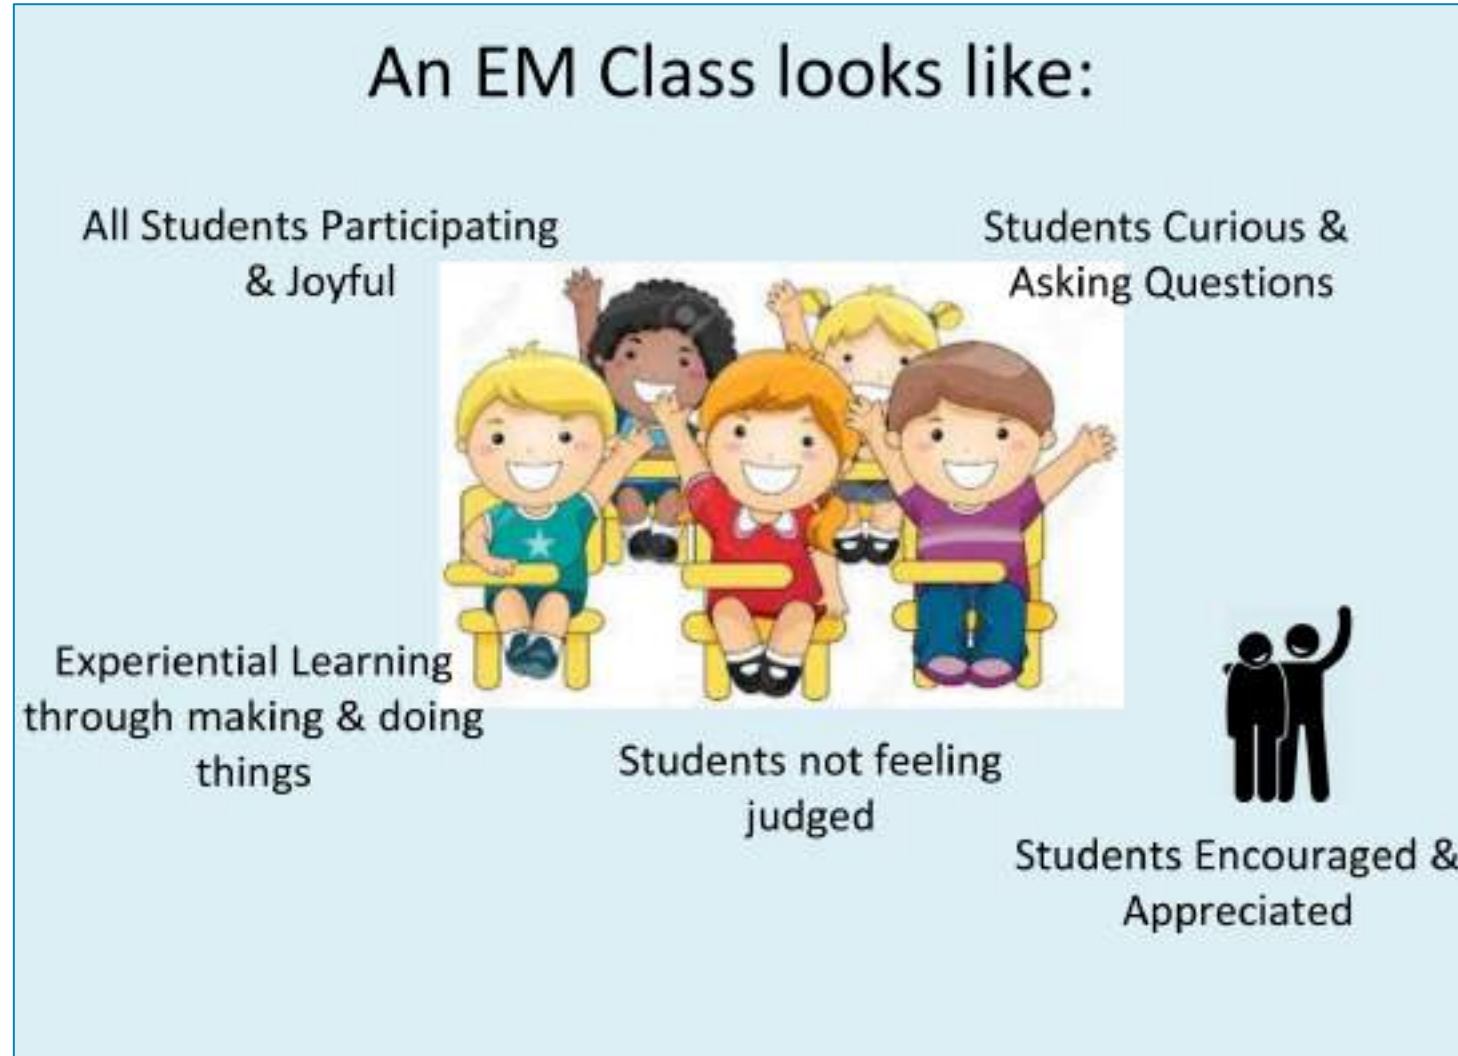 An EM Class looks like:
All Students Participating
& Joyful
Students Curious &
Asking Questions
Experiential Learning
through making & doing
things
Students not feeling
judged
Students Encouraged &
Appreciated